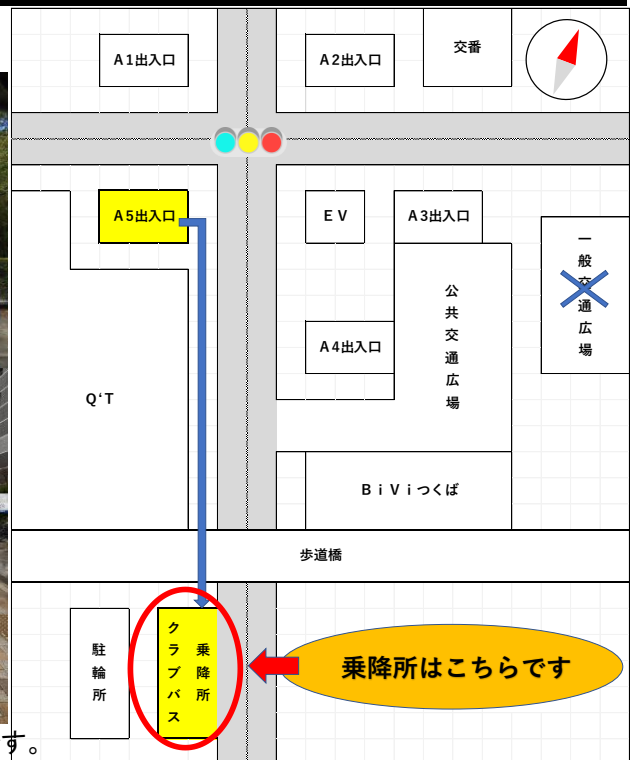 A1出入口
A2出入口
交番
A5出入口
EV
A3出入口
一般交通広場
公共交通広場
A4出入口
Q‘T
BiViつくば
歩道橋
駐輪所
クラブバス
乗降所
乗降所はこちらです
す。